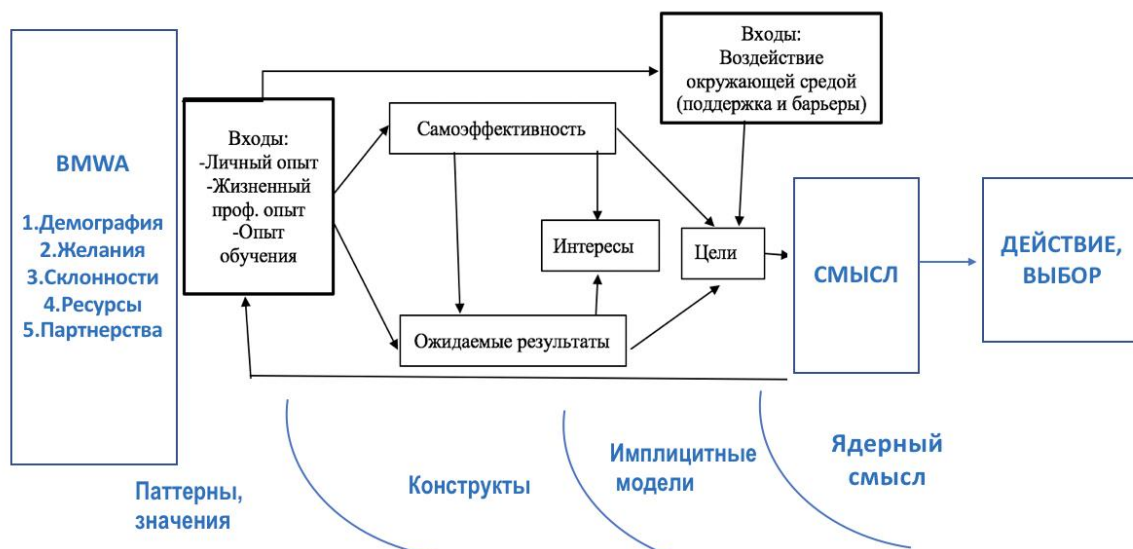 BMWA
1.Демография
2.Желания
3.Склонности
4.Ресурсы
5.Партнерства
Входы:
-Личный опыт
-Жизненный
проф. опыт
-Опыт
обучения
Самоэффективность
Входы:
Воздействие
окружающей средой
(поддержка и барьеры)
Интересы
Цели
Ожидаемые результаты
СМЫСЛ
ДЕЙСТВИЕ,
ВЫБОР
Паттерны,
значения
Конструкты
Имплицитные
модели
Ядерный
смысл